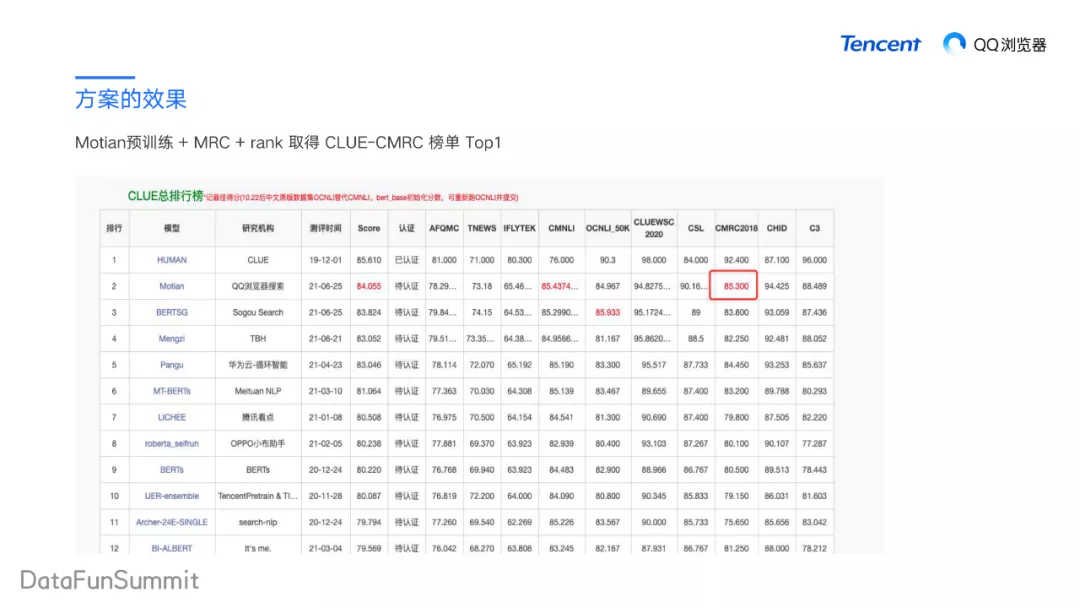 Tencent QQ浏览器
方案的效果
Motian预训练 + MRC + rank 取得 CLUE-CMRC 榜单 Top1
CLUE总排行榜*记最佳得分(10.22后中文原版数据集OCNLI替代CMNLI，bert_base初始化分数，可重新跑OCNLI并提交)
排行 模型 研究机构 测评时间 Score 认证 AFQMC TNEWS IFLYTEK CMNLI OCNLI_50K CLUEWSC 2020 CSL CMRC2018 CHID C3
1 HUMAN CLUE 19-12-01 85.610 已认证 81.000 71.000 80.300 76.000 90.3 98.000 84.000 92.400 87.100 96.000
2 Motian QQ浏览器搜索 21-06-25 84.055 待认证 78.29... 73.18 65.46... 85.4374... 84.967 94.8275... 90.16... 85.300 94.425 88.489
3 BERTSG Sogou Search 21-06-25 83.824 待认证 79.84... 74.15 64.53... 85.2990... 85.933 95.1724... 89 83.800 93.059 87.436
4 Mengzi TBH 21-06-21 83.052 待认证 79.51... 73.35... 64.38... 84.9566... 81.167 95.8620... 88.5 82.250 92.481 88.052
5 Pangu 华为云-循环智能 21-04-23 83.046 待认证 78.114 72.070 65.192 85.190 83.300 95.517 87.733 84.450 93.253 85.637
6 MT-BERTs Meituan NLP 21-03-10 81.064 待认证 77.363 70.030 64.308 85.139 83.467 89.655 87.400 83.200 89.788 80.293
7 LICHEE 腾讯看点 21-01-08 80.508 待认证 76.975 70.500 64.154 84.541 81.300 90.690 87.400 79.800 87.505 82.220
8 roberta_selfrun OPPO小布助手 21-02-05 80.238 待认证 77.881 69.370 63.923 82.939 80.400 93.103 87.267 80.100 90.107 77.287
9 BERTs BERTs 20-12-24 80.220 待认证 76.768 69.940 63.923 84.483 82.900 88.966 86.767 80.500 89.513 78.443
10 UER-ensemble TencentPretrain & TI... 20-11-28 80.087 待认证 76.819 72.200 64.000 84.090 80.800 90.345 85.833 79.150 86.031 81.603
11 Archer-24E-SINGLE search-nlp 20-12-24 79.794 待认证 77.260 69.540 62.269 85.226 83.567 90.000 85.733 75.650 85.656 83.042
12 BI-ALBERT It's me. 21-03-04 79.569 待认证 76.042 68.270 63.808 83.245 82.167 87.931 86.767 81.250 88.000 78.212
DataFunSummit